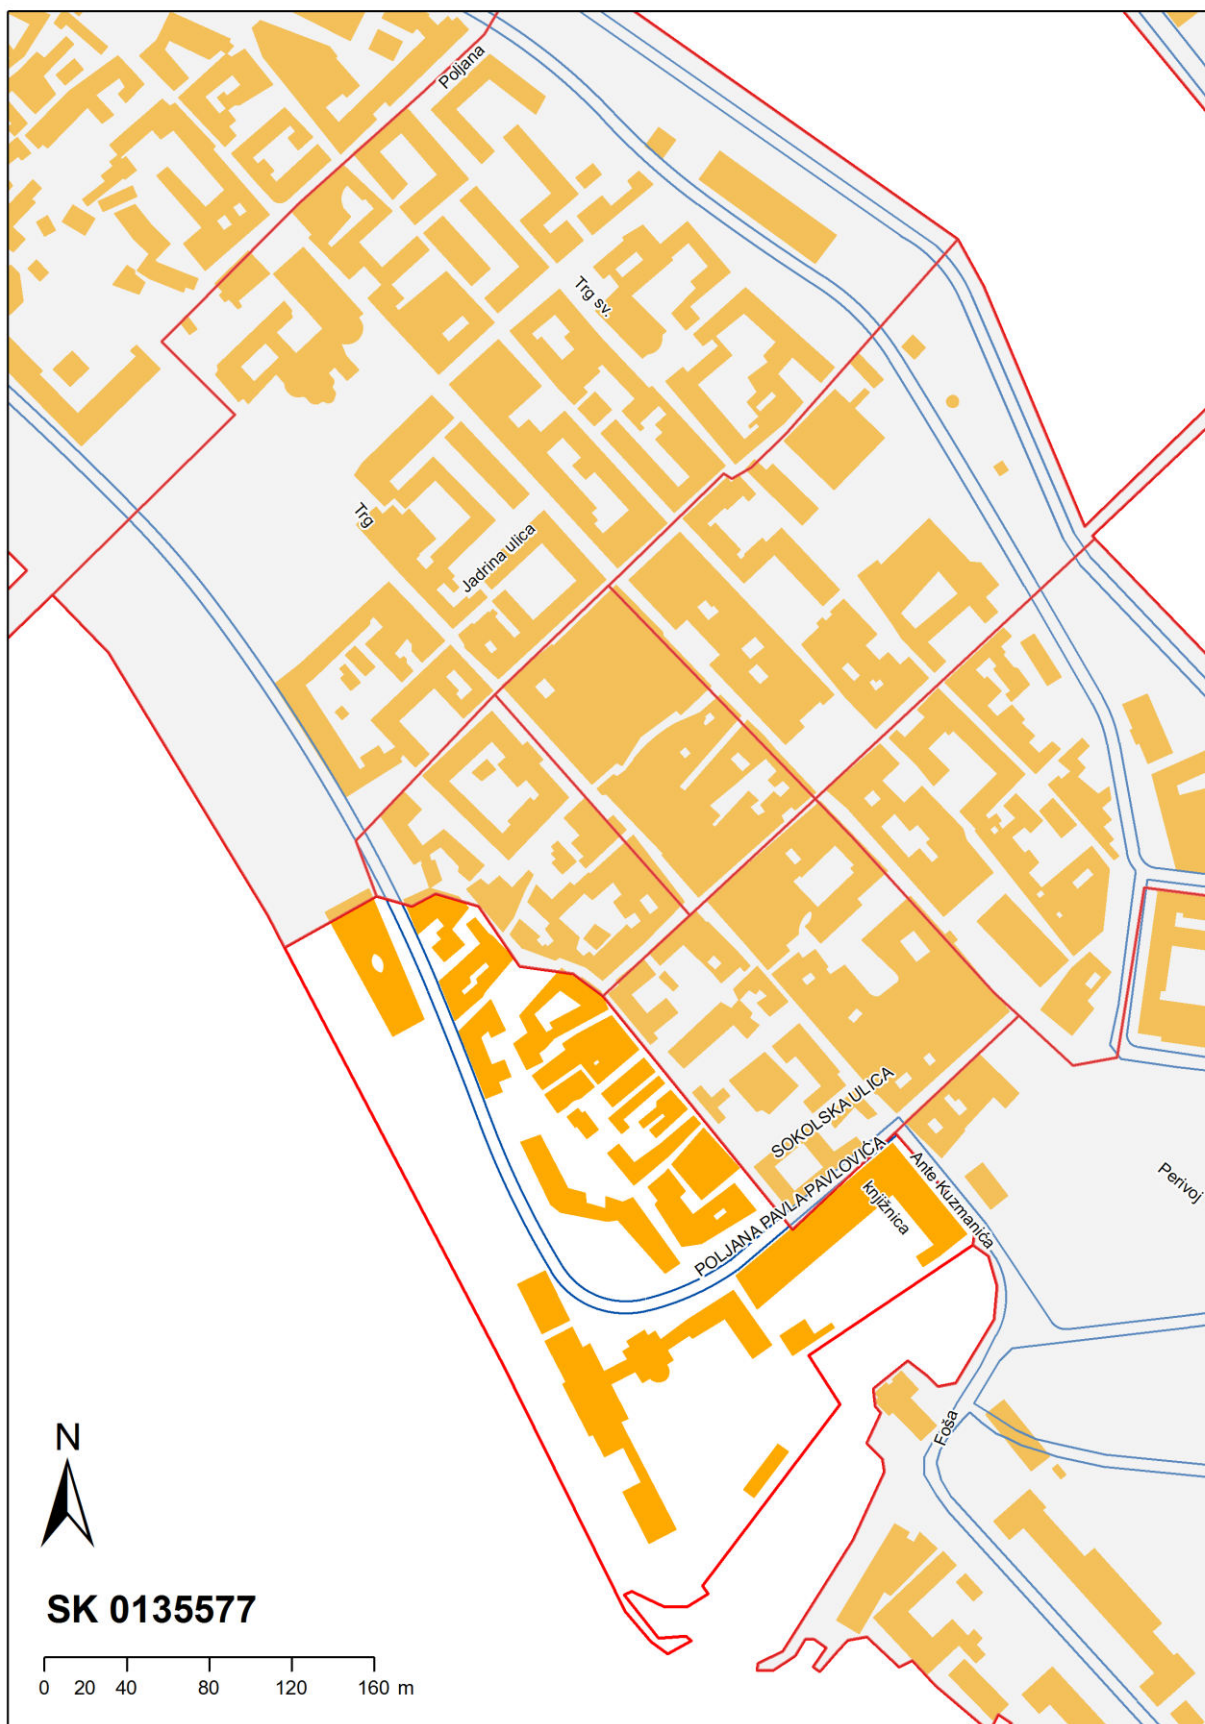 Poljana
Trg sv.
Trg
Jadrina ulica
SOKOLSKA ULICA
POLJANA PAVLA PAVLOVIĆA
Ante Kuzmanića
knjižnica
Perivoj
Foša
N
SK 0135577
0 20 40 80 120 160 m